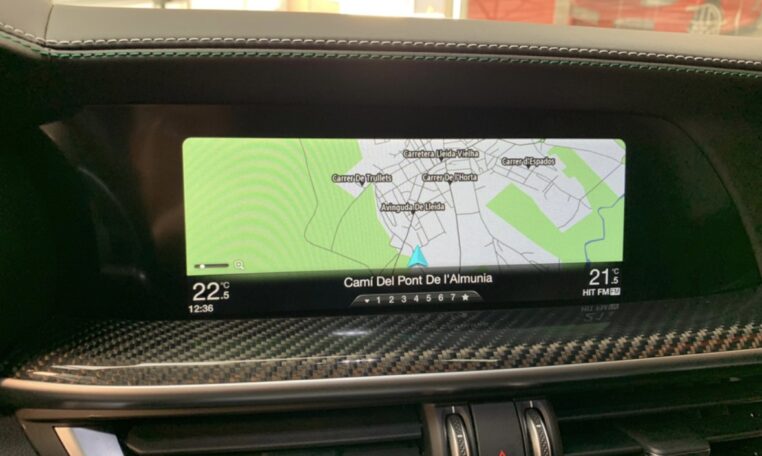 Carretera Lleida-Vielha
Carrer d'Espados
Carrer De Trullets
Carrer De l'Horta
Avinguda De Lleida
Camí Del Pont De l'Almunia
22.5°C
21.5°C
12:36
1 2 3 4 5 6 7
HIT FM FM